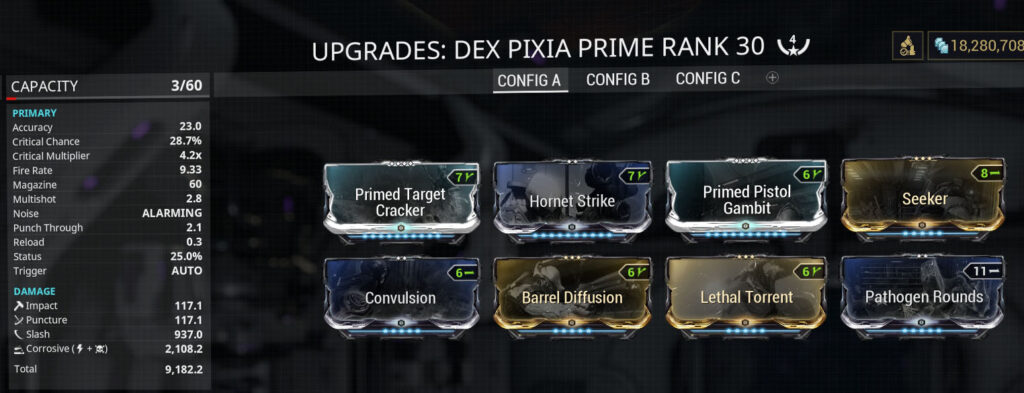 UPGRADES: DEX PIXIA PRIME RANK 30 4
18,280,708
CONFIG A CONFIG B CONFIG C
CAPACITY 3/60
PRIMARY
Accuracy 23.0
Critical Chance 28.7%
Critical Multiplier 4.2x
Fire Rate 9.33
Magazine 60
Multishot 2.8
Noise ALARMING
Punch Through 2.1
Reload 0.3
Status 25.0%
Trigger AUTO
DAMAGE
Impact 117.1
Puncture 117.1
Slash 937.0
Corrosive ( + ) 2,108.2
Total 9,182.2
7
Primed Target
Cracker
7
Hornet Strike
6
Primed Pistol
Gambit
8
Seeker
6
Convulsion
6
Barrel Diffusion
6
Lethal Torrent
11
Pathogen Rounds